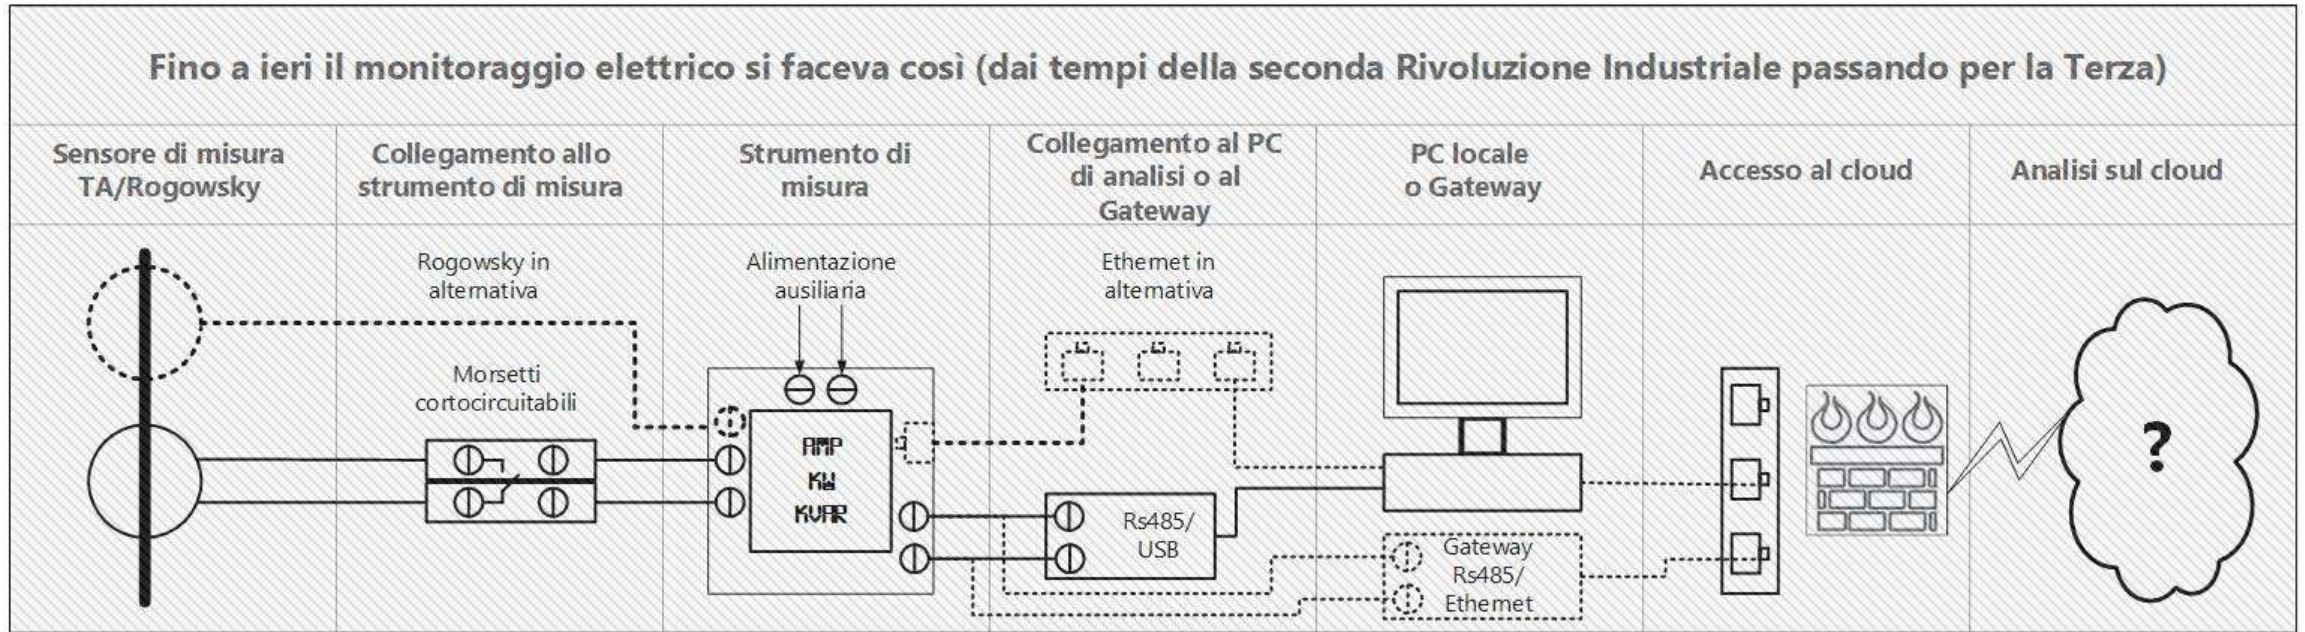 Fino a ieri il monitoraggio elettrico si faceva così (dai tempi della seconda Rivoluzione Industriale passando per la Terza)
Sensore di misura
TA/Rogowsky
Collegamento allo
strumento di misura
Strumento di
misura
Collegamento al PC
di analisi o al
Gateway
PC locale
o Gateway
Accesso al cloud
Analisi sul cloud
Rogowsky in
alternativa
Alimentazione
ausiliaria
Ethernet in
alternativa
Morsetti
cortocircuitabili
AMP
KW
KVAR
Rs485/
USB
Gateway
Rs485/
Ethernet
?